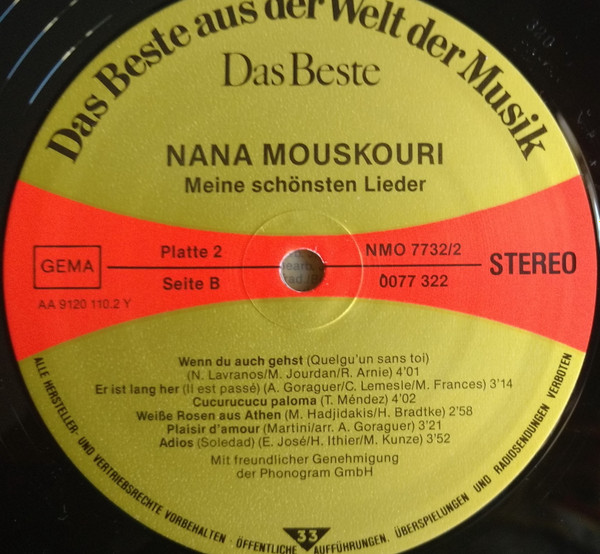 Das Beste aus der Welt der Musik
Das Beste
NANA MOUSKOURI
Meine schönsten Lieder
GEMA
Platte 2
NMO 7732/2
STEREO
Seite B
0077 322
AA 9120 110.2 Y
Wenn du auch gehst (Quelgu'un sans toi)
(N. Lavranos/M. Jourdan/R. Arnie) 4'01
Er ist lang her (Il est passé) (A. Goraguer/C. Lemesle/M. Frances) 3'14
Cucurucucu paloma (T. Méndez) 4'02
Weiße Rosen aus Athen (M. Hadjidakis/H. Bradtke) 2'58
Plaisir d'amour (Martini/arr. A. Goraguer) 3'21
Adios (Soledad) (E. José/H. Ithier/M. Kunze) 3'52
Mit freundlicher Genehmigung
der Phonogram GmbH
ALLE HERSTELLER- UND VERTRIEBSRECHTE VORBEHALTEN · ÖFFENTLICHE AUFFÜHRUNGEN, ÜBERSPIELUNGEN UND RADIOSENDUNGEN VERBOTEN
33